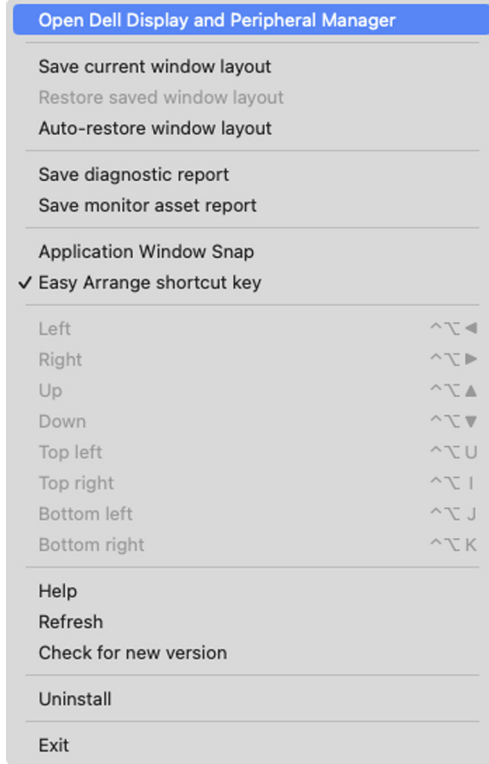 Open Dell Display and Peripheral Manager
Save current window layout
Restore saved window layout
Auto-restore window layout
Save diagnostic report
Save monitor asset report
Application Window Snap
✓ Easy Arrange shortcut key
Left ^⌥◀
Right ^⌥▶
Up ^⌥▲
Down ^⌥▼
Top left ^⌥U
Top right ^⌥I
Bottom left ^⌥J
Bottom right ^⌥K
Help
Refresh
Check for new version
Uninstall
Exit